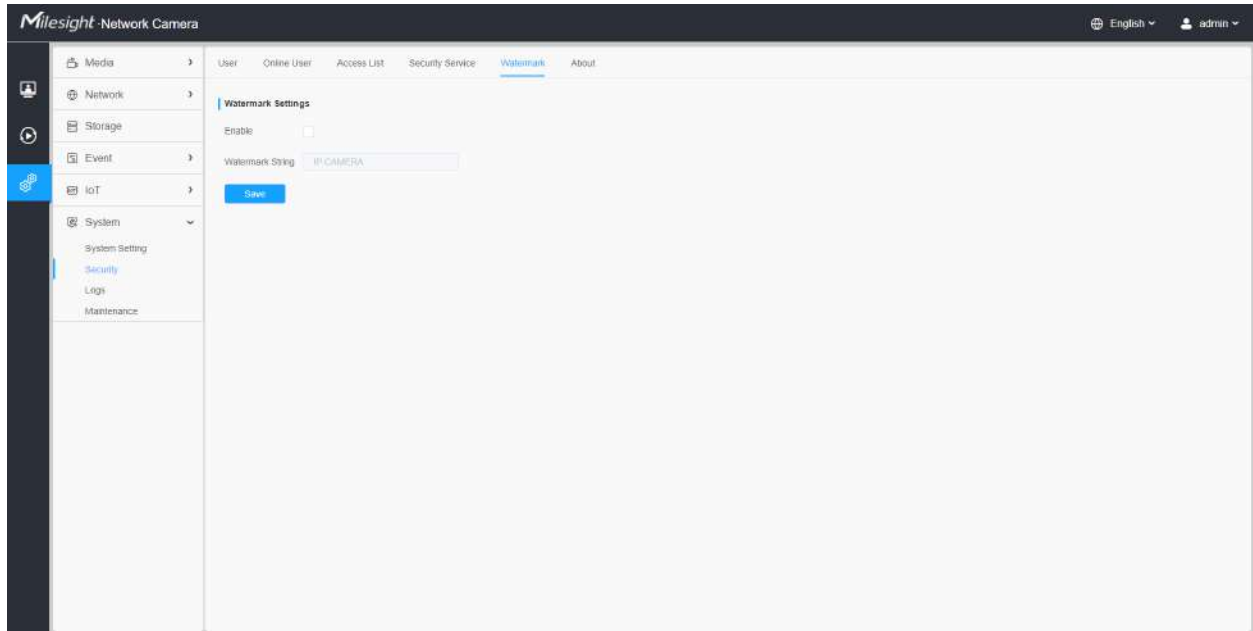 Milesight Network Camera
English
admin
Media
Network
Storage
Event
IoT
System
System Setting
Security
Logs
Maintenance
User Online User Access List Security Service Watermark About
Watermark Settings
Enable
Watermark String IP CAMERA
Save